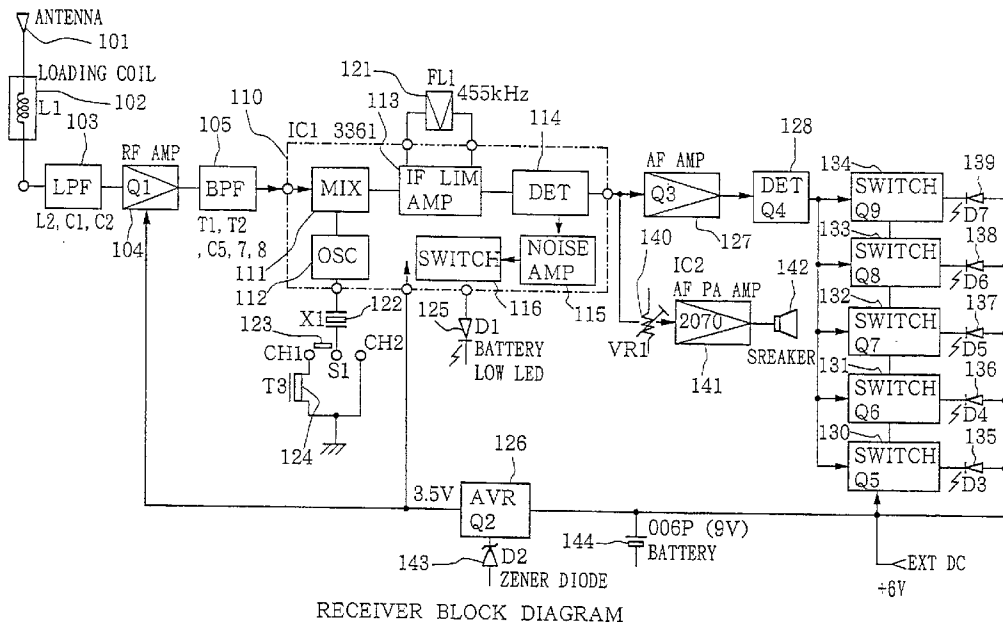 ANTENNA
101
LOADING COIL
L1
102
103
LPF
L2, C1, C2
RF AMP
Q1
104
105
BPF
T1, T2
, C5, 7, 8
110
IC1 3361
MIX
111
OSC
112
121
FL1
455kHz
113
IF LIM
AMP
114
DET
NOISE
AMP
115
SWITCH
116
X1
122
123
CH1
S1
CH2
T3
124
125
D1
BATTERY
LOW LED
AF AMP
Q3
127
128
DET
Q4
140
VR1
IC2
AF PA AMP
2070
141
142
SREAKER
134
SWITCH
Q9
139
D7
133
SWITCH
Q8
138
D6
132
SWITCH
Q7
137
D5
131
SWITCH
Q6
136
D4
130
SWITCH
Q5
135
D3
3.5V
126
AVR
Q2
143
D2
ZENER DIODE
144
006P (9V)
BATTERY
EXT DC
+6V
RECEIVER BLOCK DIAGRAM